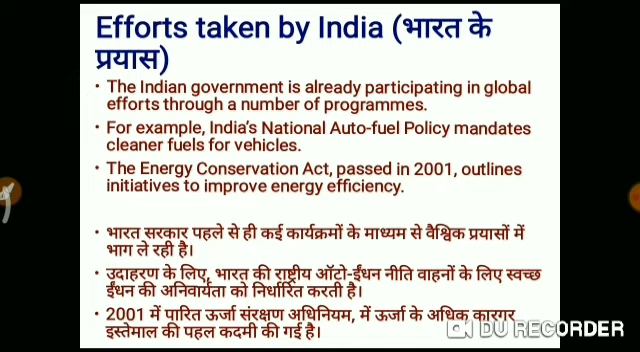 Efforts taken by India (भारत के
प्रयास)
• The Indian government is already participating in global
efforts through a number of programmes.
• For example, India's National Auto-fuel Policy mandates
cleaner fuels for vehicles.
• The Energy Conservation Act, passed in 2001, outlines
initiatives to improve energy efficiency.
• भारत सरकार पहले से ही कई कार्यक्रमों के माध्यम से वैश्विक प्रयासों में
भाग ले रही है।
• उदाहरण के लिए, भारत की राष्ट्रीय ऑटो-ईंधन नीति वाहनों के लिए स्वच्छ
ईंधन की अनिवार्यता को निर्धारित करती है।
• 2001 में पारित ऊर्जा संरक्षण अधिनियम, में ऊर्जा के अधिक कारगर
इस्तेमाल की पहल कदमी की गई है।
DU RECORDER